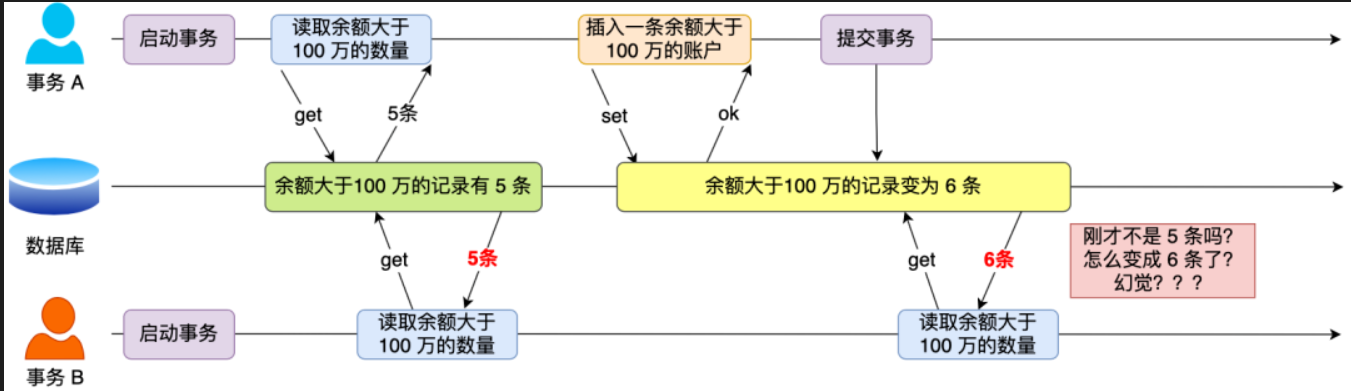 启动事务
读取余额大于
100 万的数量
插入一条余额大于
100 万的账户
提交事务
事务 A
get
5条
set
ok
余额大于100 万的记录有 5 条
余额大于100 万的记录变为 6 条
数据库
get
5条
get
6条
刚才不是 5 条吗?
怎么变成 6 条了?
幻觉? ? ?
启动事务
读取余额大于
100 万的数量
读取余额大于
100 万的数量
事务 B